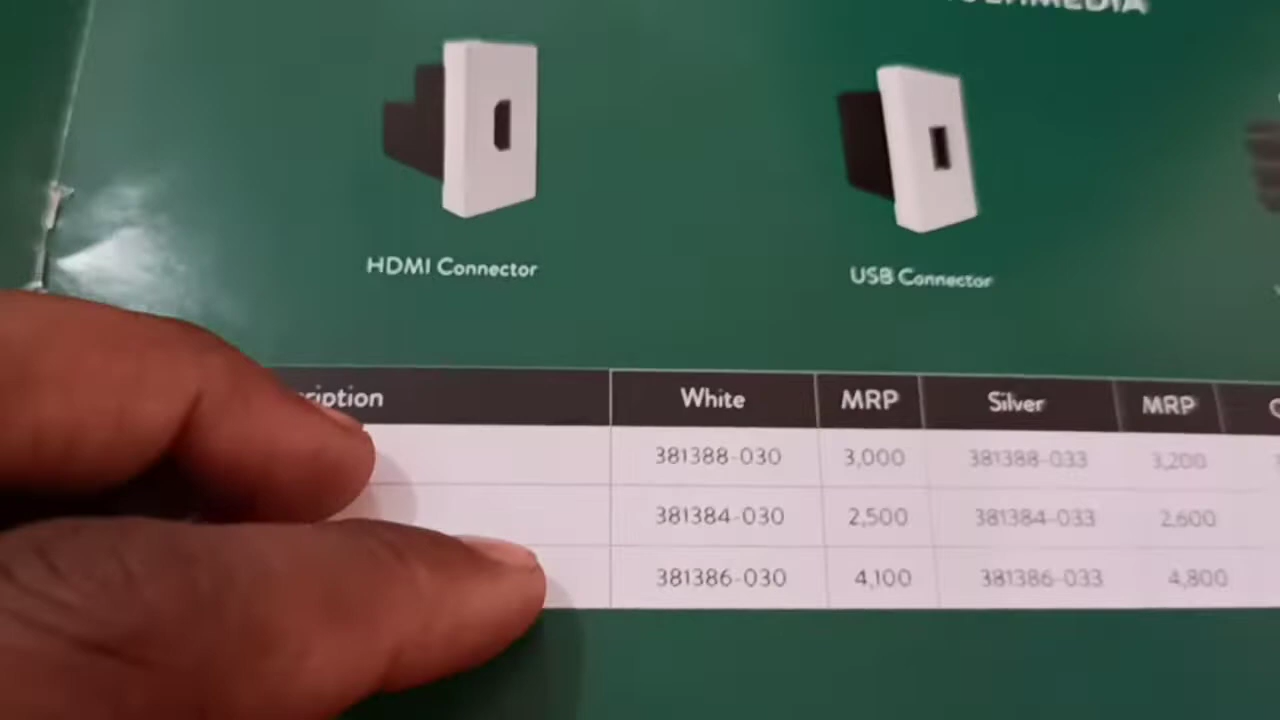 HDMI Connector
USB Connector
White MRP Silver MRP
381388-030 3,000 381388-033 3,200
381384-030 2,500 381384-033 2,600
381386-030 4,100 381386-033 4,800